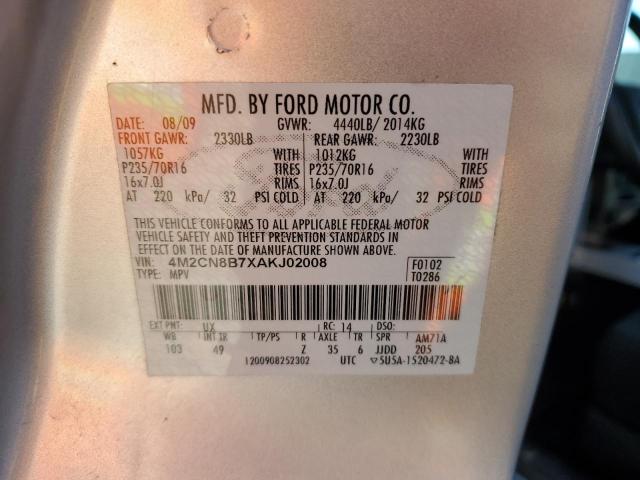 MFD. BY FORD MOTOR CO.
DATE: 08/09 GVWR: 4440LB/ 2014KG
FRONT GAWR: 2330LB REAR GAWR: 2230LB
1057KG WITH 1012KG WITH
P235/70R16 TIRES P235/70R16 TIRES
16x7.0J RIMS 16x7.0J RIMS
AT 220 kPa/ 32 PSI COLD AT 220 kPa/ 32 PSI COLD
THIS VEHICLE CONFORMS TO ALL APPLICABLE FEDERAL MOTOR
VEHICLE SAFETY AND THEFT PREVENTION STANDARDS IN
EFFECT ON THE DATE OF MANUFACTURE SHOWN ABOVE.
VIN: 4M2CN8B7XAKJ02008 F0102
TYPE: MPV T0286
EXT PNT: UX RC: 14 DSO:
WB INT TR TP/PS R AXLE TR SPR AM71A
103 49 Z 35 6 JJDD 205
1200908252302 UTC 5U5A-1520472-BA